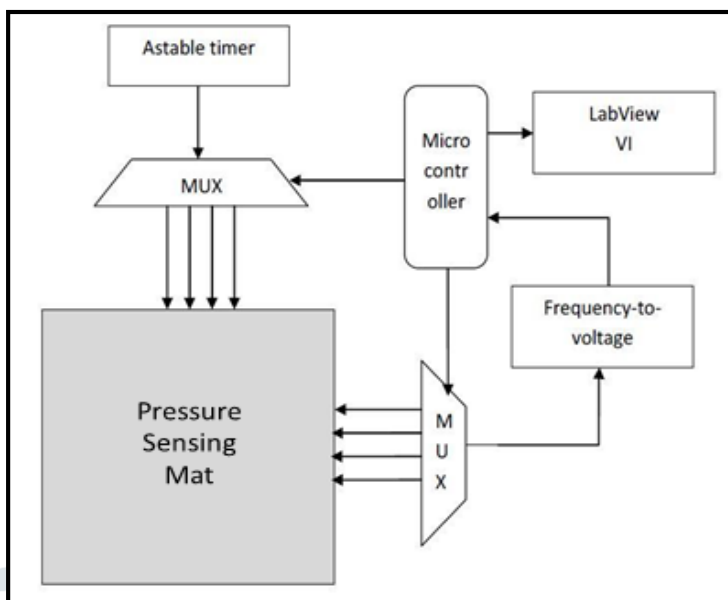 Astable timer
MUX
Micro
contr
oller
LabView
VI
Frequency-to-
voltage
Pressure
Sensing
Mat
M
U
X